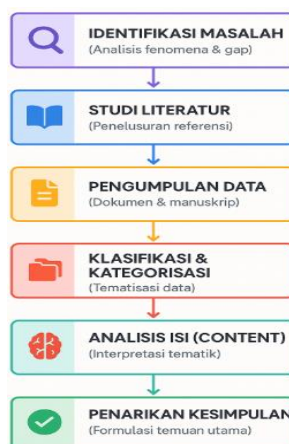 IDENTIFIKASI MASALAH
(Analisis fenomena & gap)
STUDI LITERATUR
(Penelusuran referensi)
PENGUMPULAN DATA
(Dokumen & manuskrip)
KLASIFIKASI &
KATEGORISASI
(Tematisasi data)
ANALISIS ISI (CONTENT)
(Interpretasi tematik)
PENARIKAN KESIMPULAN
(Formulasi temuan utama)